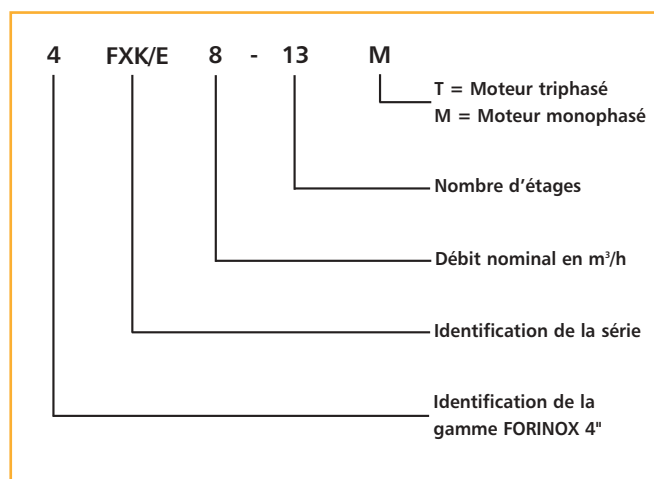 4 FXK/E 8 - 13 M
T = Moteur triphasé
M = Moteur monophasé
Nombre d'étages
Débit nominal en m³/h
Identification de la série
Identification de la
gamme FORINOX 4"